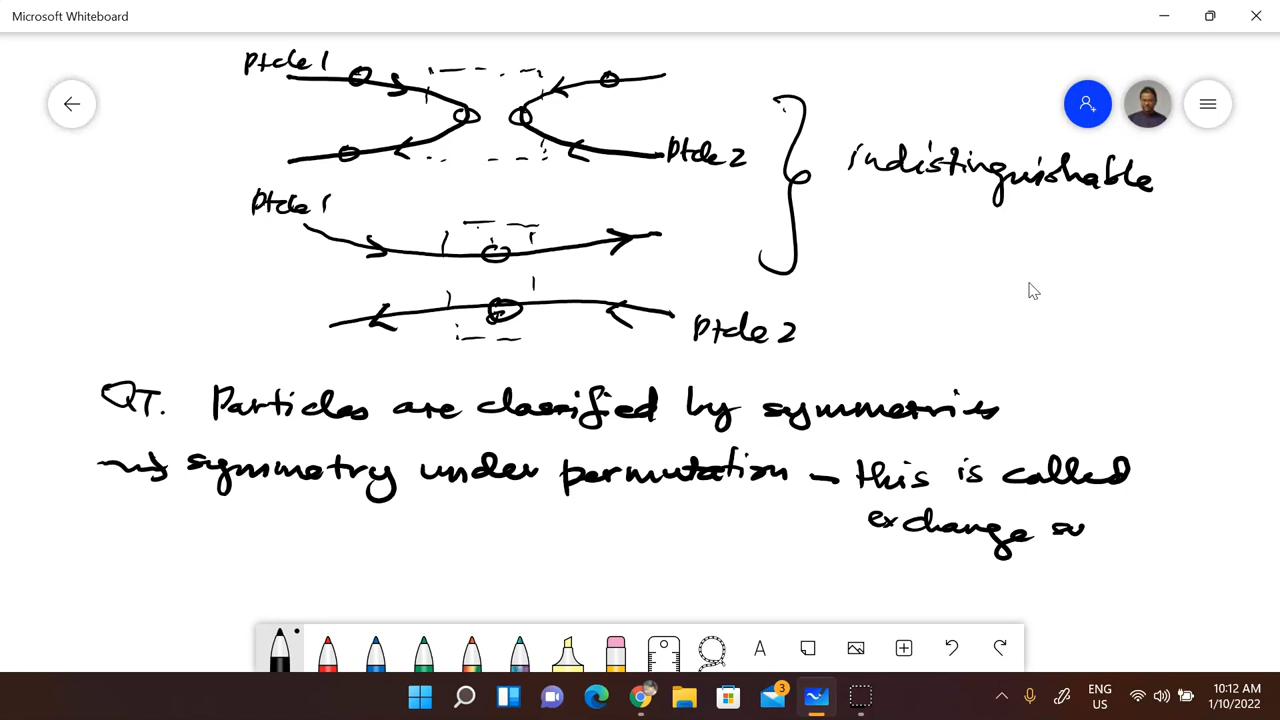 Microsoft Whiteboard
Ptcle 1
Ptcle 2
indistinguishable
Ptcle 1
Ptcle 2
QT. Particles are classified by symmetries
symmetry under permutation - this is called
exchange
A
3
ENG
US
10:12 AM
1/10/2022